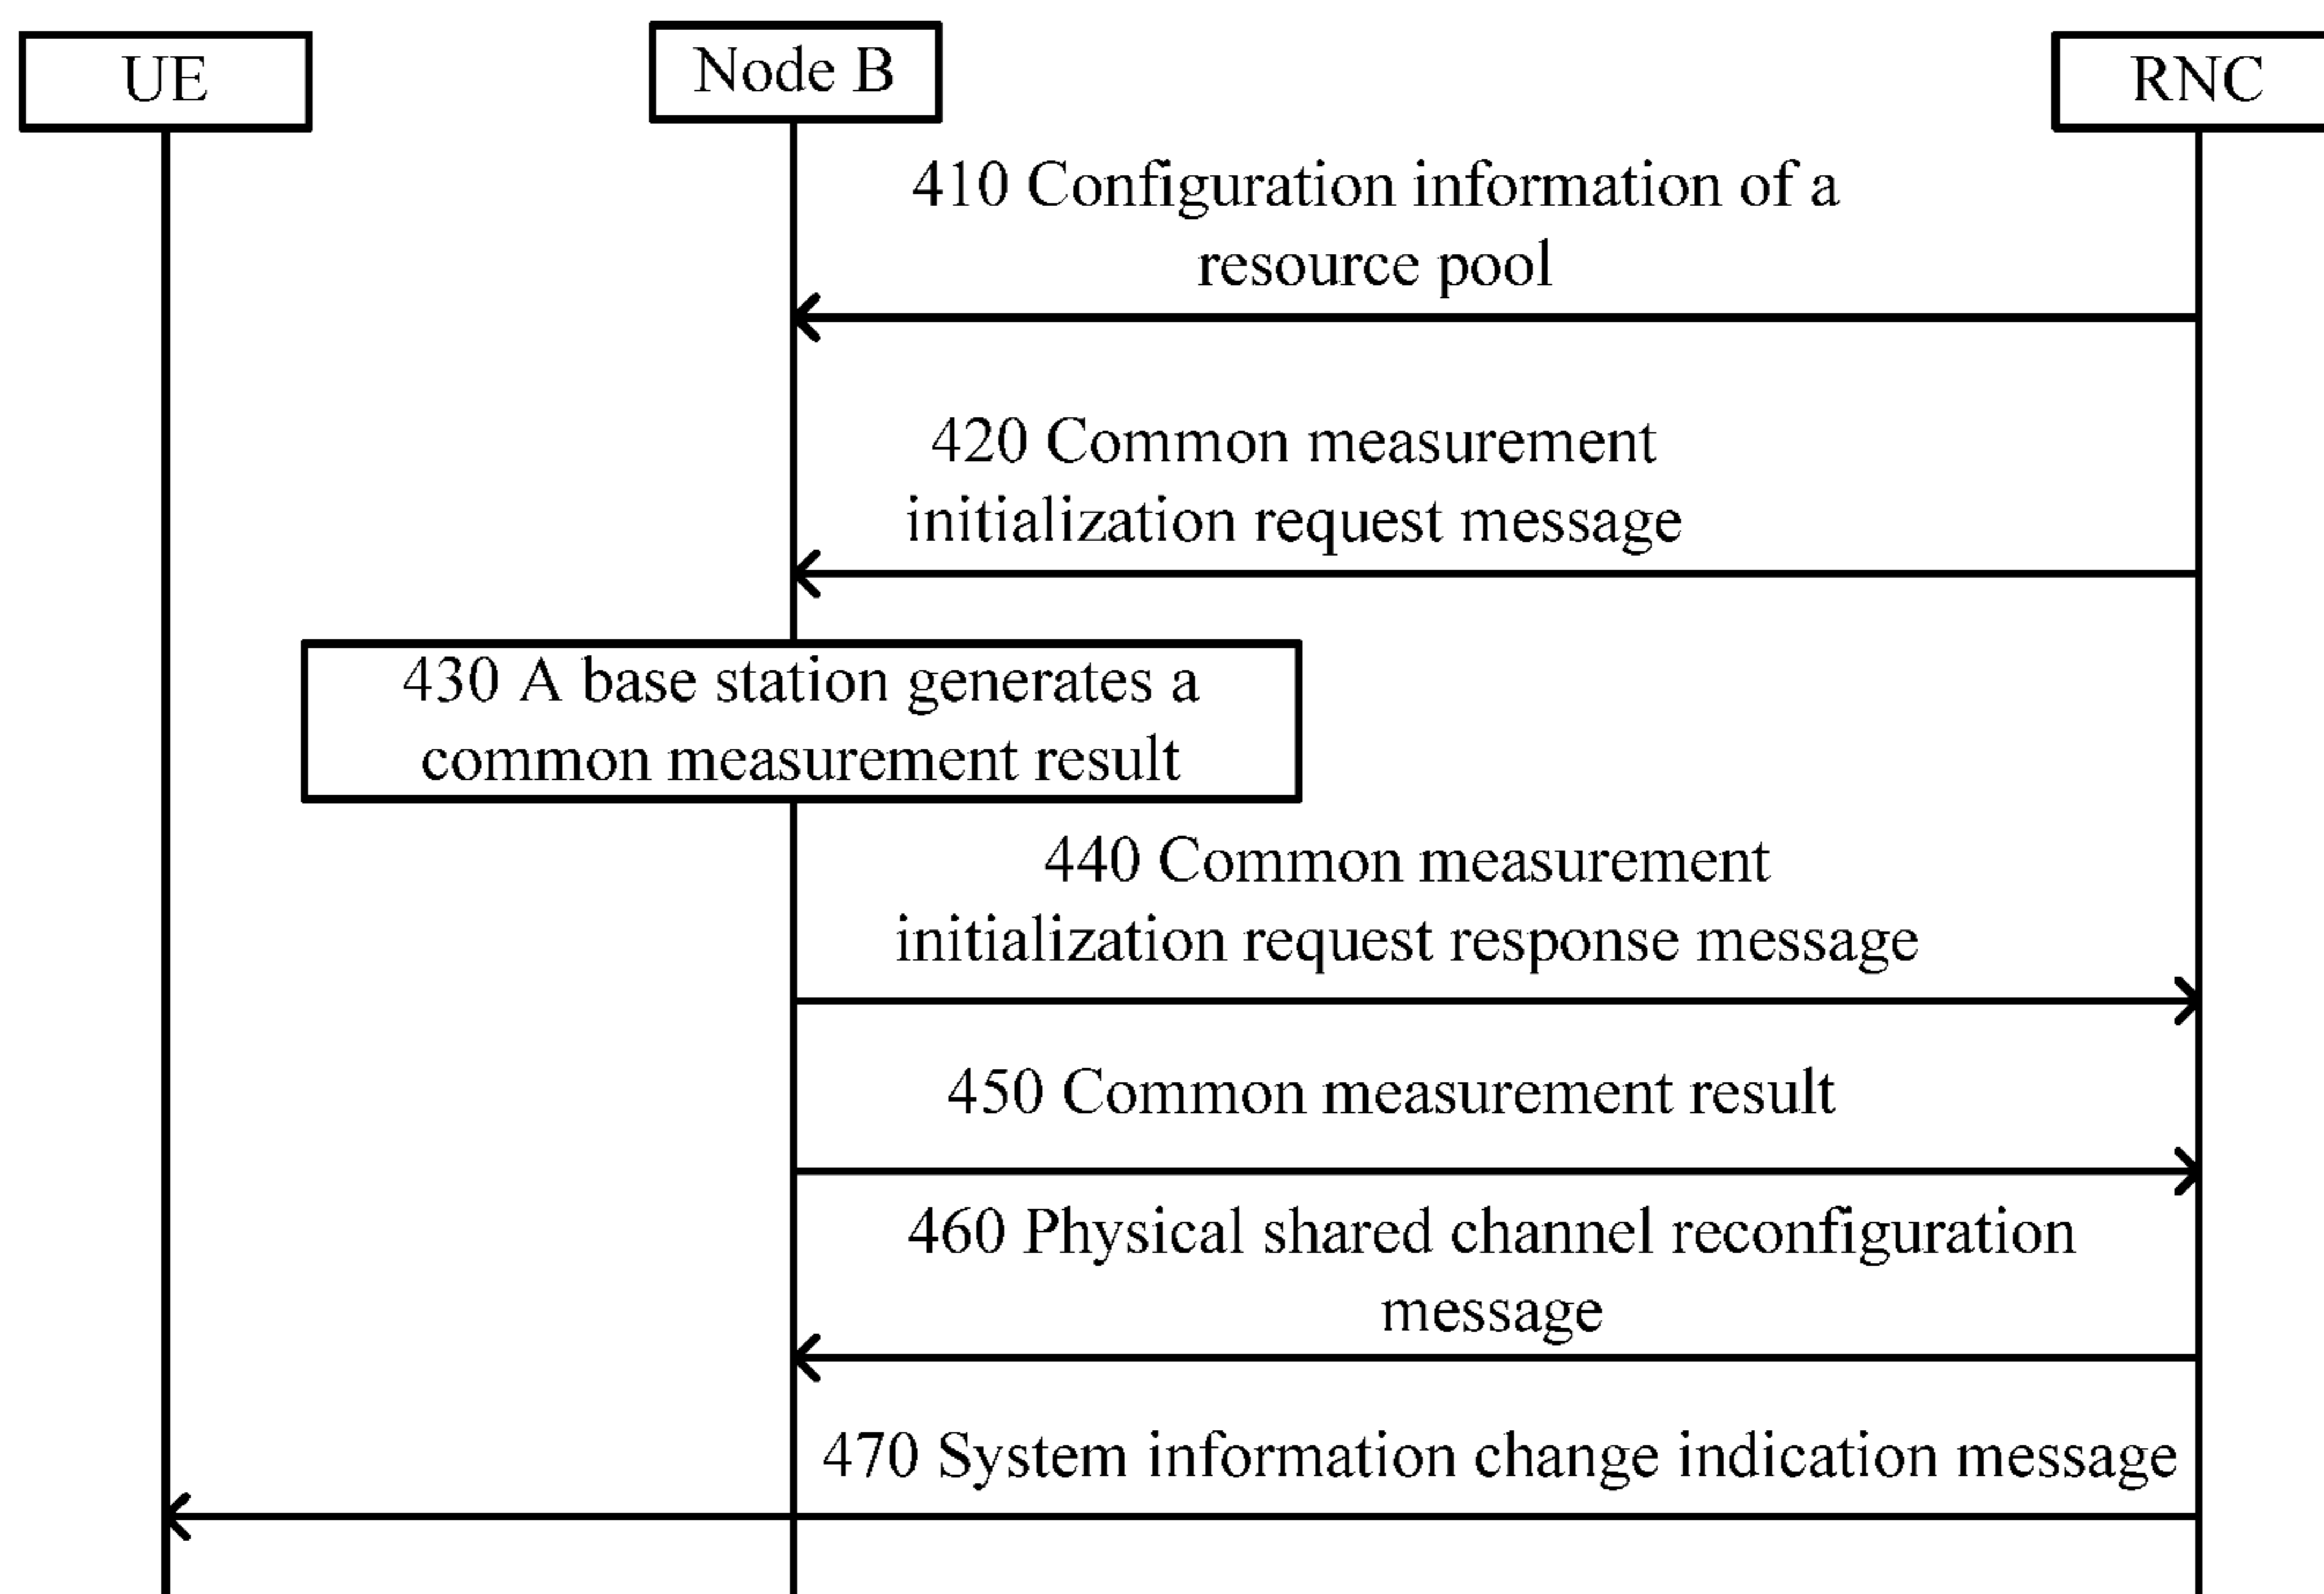 UE
Node B
RNC
410 Configuration information of a
resource pool
420 Common measurement
initialization request message
430 A base station generates a
common measurement result
440 Common measurement
initialization request response message
450 Common measurement result
460 Physical shared channel reconfiguration
message
470 System information change indication message